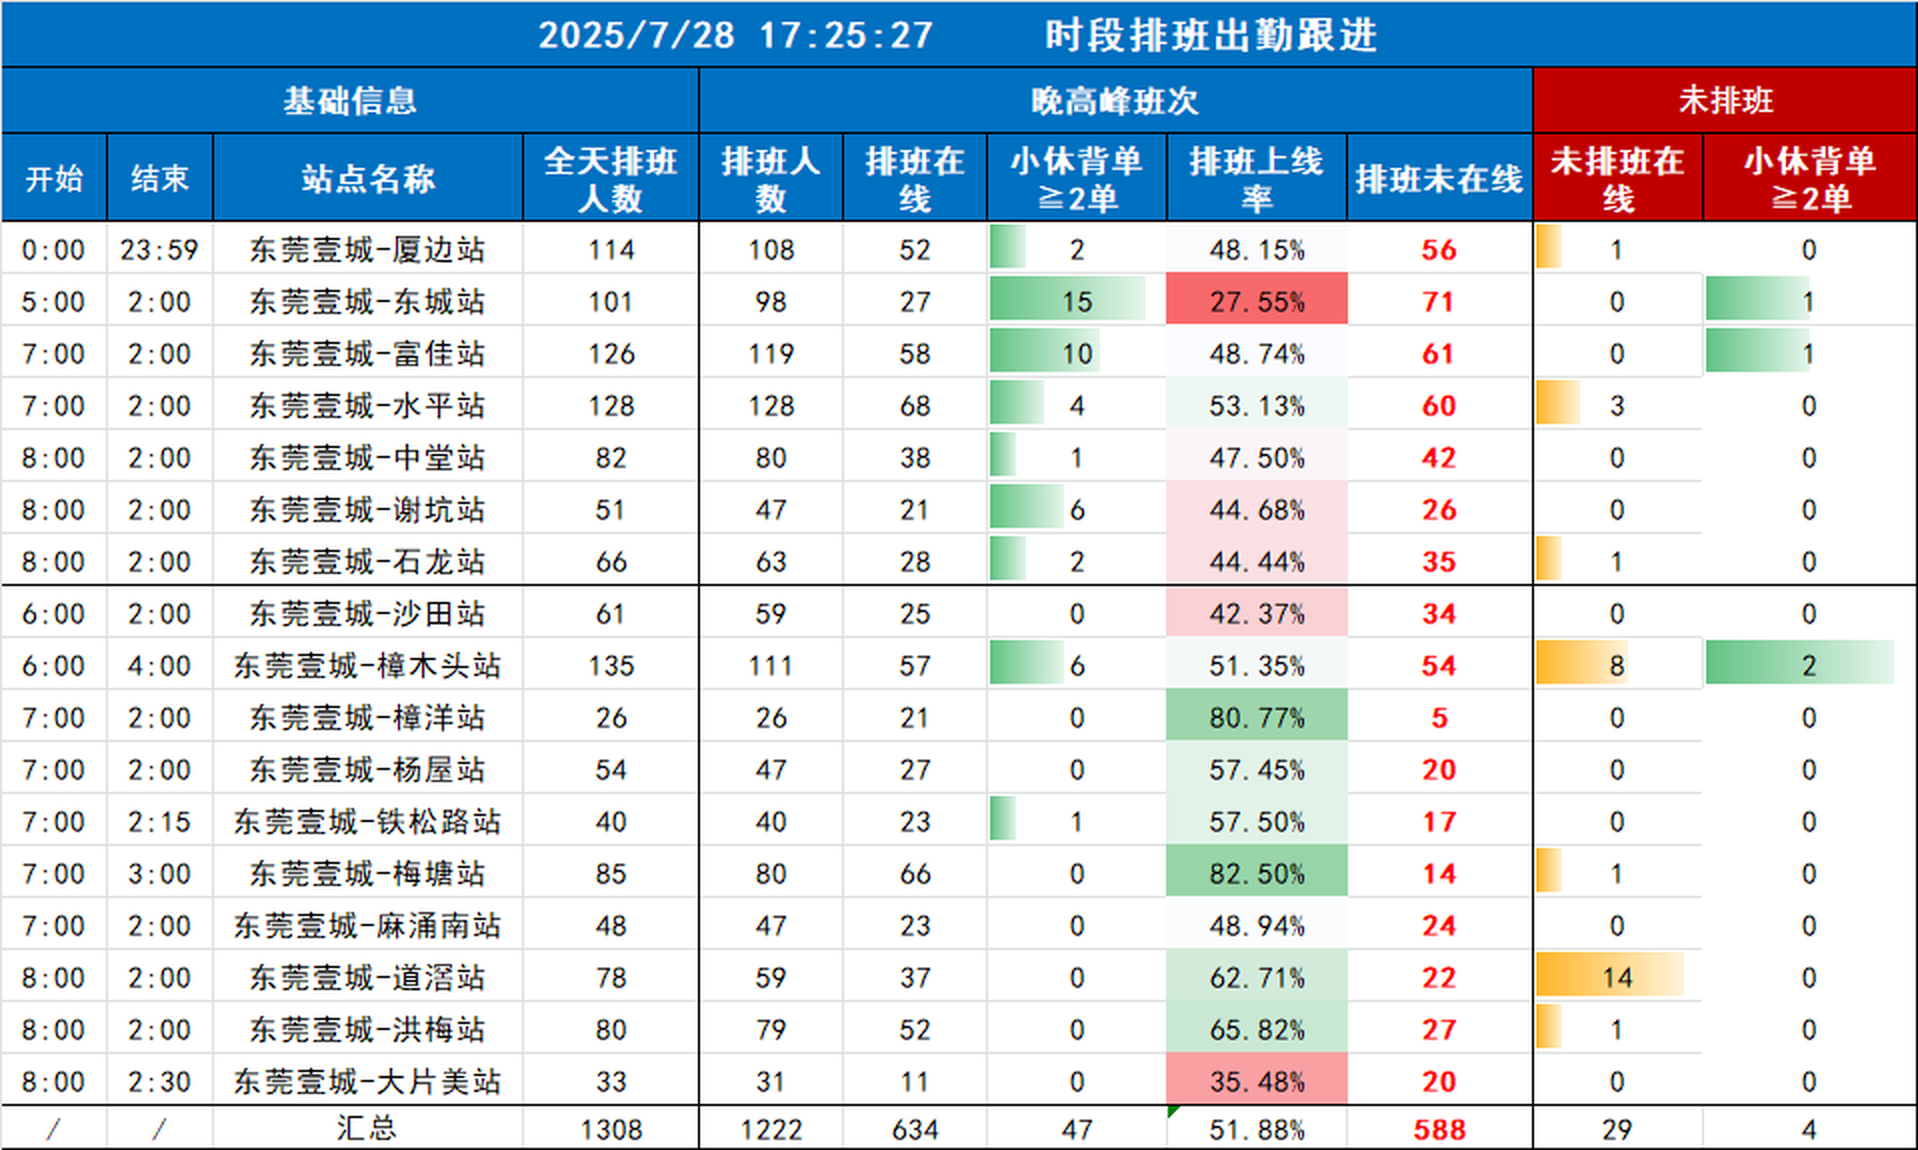 2025/7/28 17:25:27 时段排班出勤跟进
基础信息 晚高峰班次 未排班
开始 结束 站点名称 全天排班人数 排班人数 排班在线 小休背单≧2单 排班上线率 排班未在线 未排班在线 小休背单≧2单
0:00 23:59 东莞壹城-厦边站 114 108 52 2 48.15% 56 1 0
5:00 2:00 东莞壹城-东城站 101 98 27 15 27.55% 71 0 1
7:00 2:00 东莞壹城-富佳站 126 119 58 10 48.74% 61 0 1
7:00 2:00 东莞壹城-水平站 128 128 68 4 53.13% 60 3 0
8:00 2:00 东莞壹城-中堂站 82 80 38 1 47.50% 42 0 0
8:00 2:00 东莞壹城-谢坑站 51 47 21 6 44.68% 26 0 0
8:00 2:00 东莞壹城-石龙站 66 63 28 2 44.44% 35 1 0
6:00 2:00 东莞壹城-沙田站 61 59 25 0 42.37% 34 0 0
6:00 4:00 东莞壹城-樟木头站 135 111 57 6 51.35% 54 8 2
7:00 2:00 东莞壹城-樟洋站 26 26 21 0 80.77% 5 0 0
7:00 2:00 东莞壹城-杨屋站 54 47 27 0 57.45% 20 0 0
7:00 2:15 东莞壹城-铁松路站 40 40 23 1 57.50% 17 0 0
7:00 3:00 东莞壹城-梅塘站 85 80 66 0 82.50% 14 1 0
7:00 2:00 东莞壹城-麻涌南站 48 47 23 0 48.94% 24 0 0
8:00 2:00 东莞壹城-道滘站 78 59 37 0 62.71% 22 14 0
8:00 2:00 东莞壹城-洪梅站 80 79 52 0 65.82% 27 1 0
8:00 2:30 东莞壹城-大片美站 33 31 11 0 35.48% 20 0 0
/ / 汇总 1308 1222 634 47 51.88% 588 29 4